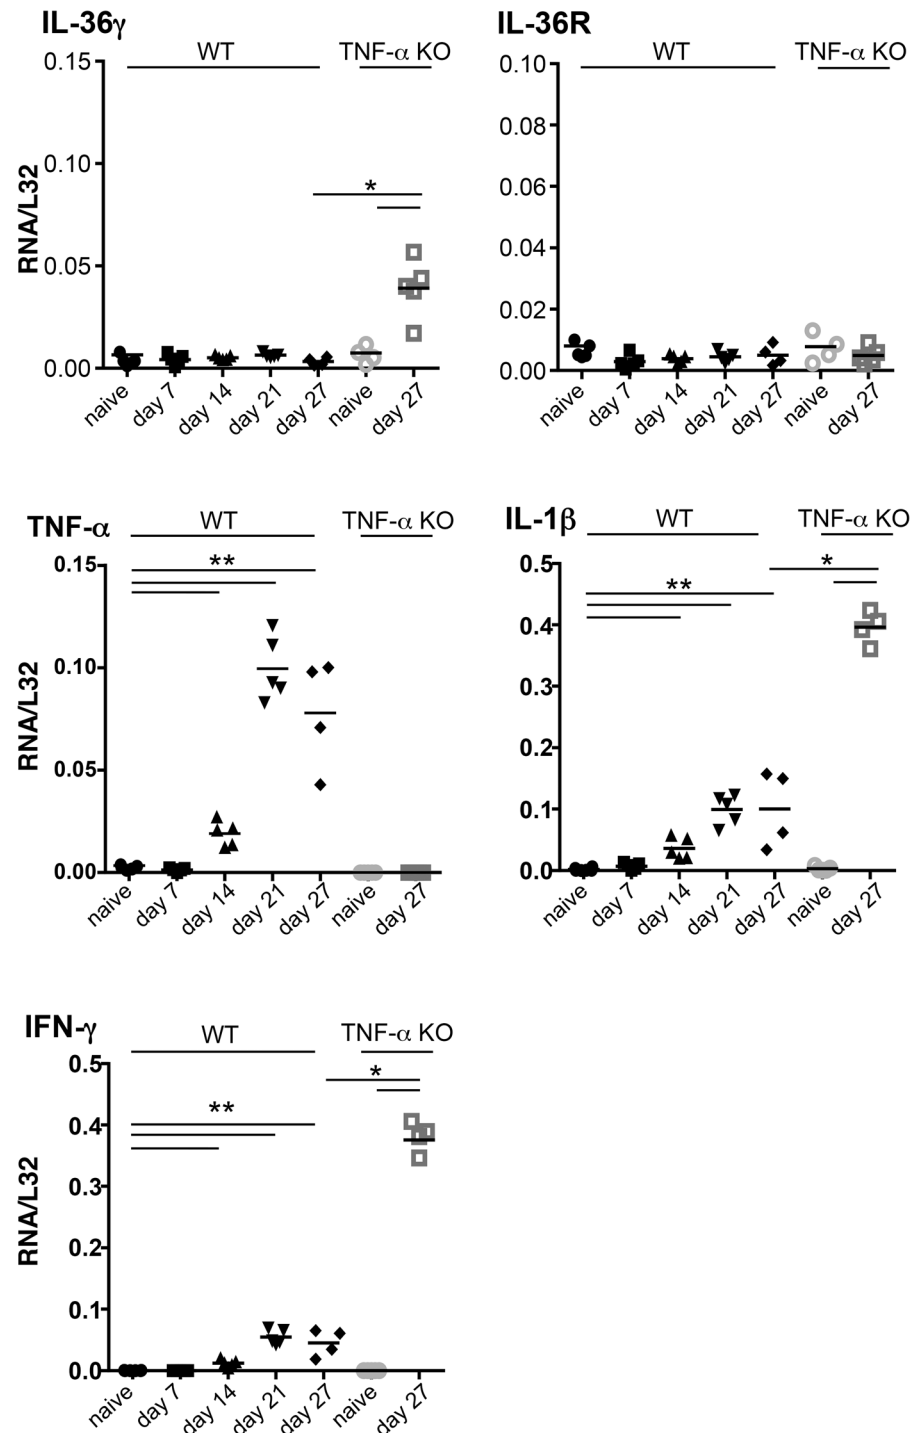 IL-36γ
WT
TNF-α KO
RNA/L32
0.15
0.10
0.05
0.00
*
naive
day 7
day 14
day 21
day 27
naive
day 27
IL-36R
WT
TNF-α KO
0.10
0.08
0.06
0.04
0.02
0.00
naive
day 7
day 14
day 21
day 27
naive
day 27
TNF-α
WT
TNF-α KO
RNA/L32
0.15
0.10
0.05
0.00
**
naive
day 7
day 14
day 21
day 27
naive
day 27
IL-1β
WT
TNF-α KO
0.5
0.4
0.3
0.2
0.1
0.0
**
*
naive
day 7
day 14
day 21
day 27
naive
day 27
IFN-γ
WT
TNF-α KO
RNA/L32
0.5
0.4
0.3
0.2
0.1
0.0
**
*
naive
day 7
day 14
day 21
day 27
naive
day 27